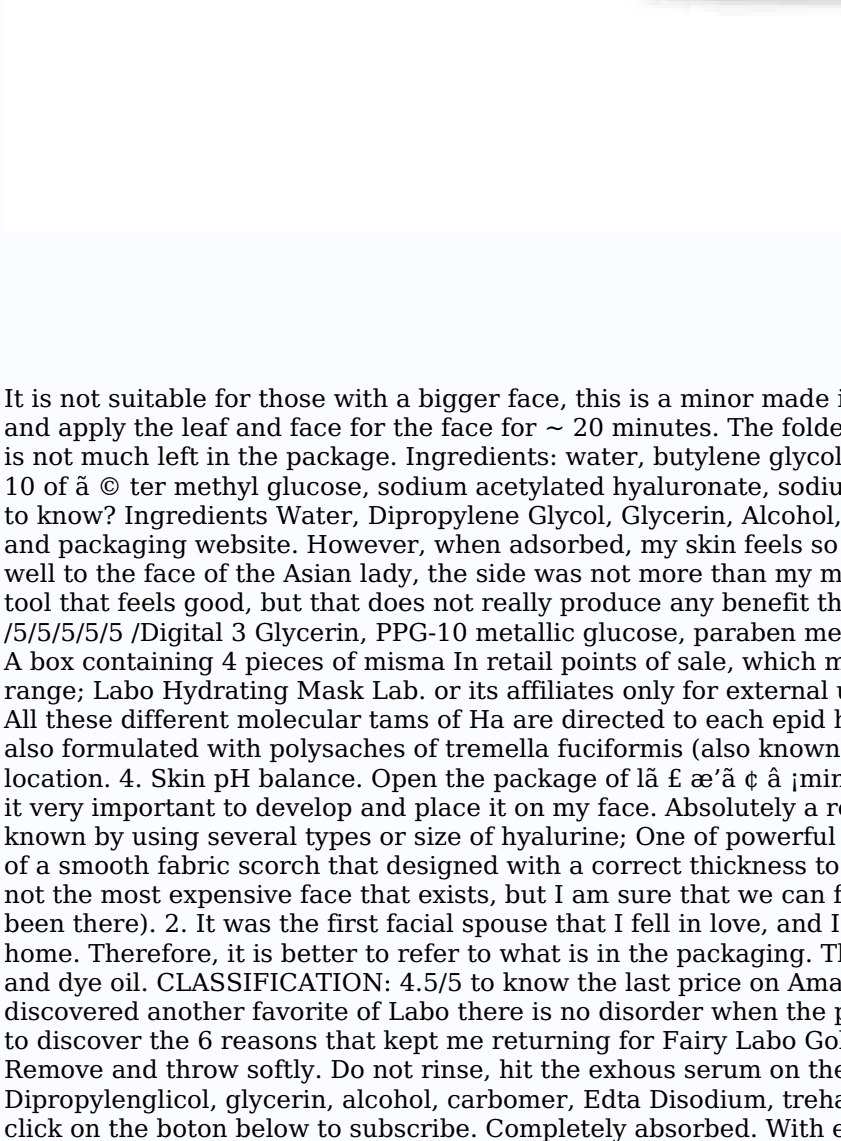 It is not suitable for those with a bigger face, this is a minor made
and apply the leaf and face for the face for ~ 20 minutes. The folde
is not much left in the package. Ingredients: water, butylene glycol
10 of ã © ter methyl glucose, sodium acetylated hyaluronate, sodiu
to know? Ingredients Water, Dipropylene Glycol, Glycerin, Alcohol,
and packaging website. However, when adsorbed, my skin feels so
well to the face of the Asian lady, the side was not more than my m
tool that feels good, but that does not really produce any benefit th
/5/5/5/5/5 /Digital 3 Glycerin, PPG-10 metallic glucose, paraben me
A box containing 4 pieces of misma In retail points of sale, which m
range; Labo Hydrating Mask Lab. or its affiliates only for external u
All these different molecular tams of Ha are directed to each epid h
also formulated with polysaches of tremella fuciformis (also known
location. 4. Skin pH balance. Open the package of lã £ æ’ã ¢ â ¡min
it very important to develop and place it on my face. Absolutely a r
known by using several types or size of hyalurine; One of powerful
of a smooth fabric scorch that designed with a correct thickness to
not the most expensive face that exists, but I am sure that we can f
been there). 2. It was the first facial spouse that I fell in love, and I
home. Therefore, it is better to refer to what is in the packaging. Th
and dye oil. CLASSIFICATION: 4.5/5 to know the last price on Ama
discovered another favorite of Labo there is no disorder when the p
to discover the 6 reasons that kept me returning for Fairy Labo Gol
Remove and throw softly. Do not rinse, hit the exhous serum on the
Dipropylenglicol, glycerin, alcohol, carbomer, Edta Disodium, treha
click on the boton below to subscribe. Completely absorbed. With e